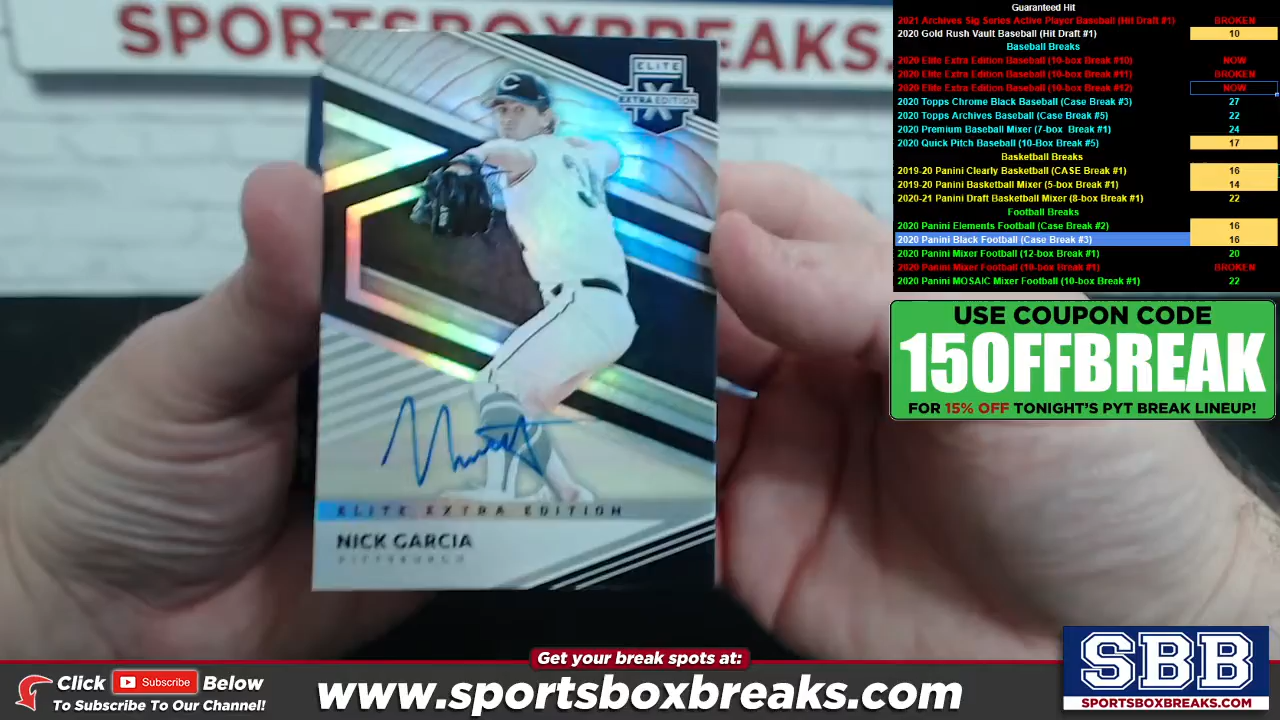 SPORTSBOXBREAKS.
ELITE
X
EXTRA EDITION
ELITE EXTRA EDITION
NICK GARCIA
PITTSBURGH
Guaranteed Hit
2021 Archives Sig Series Active Player Baseball (Hit Draft #1) BROKEN
2020 Gold Rush Vault Baseball (Hit Draft #1) 10
Baseball Breaks
2020 Elite Extra Edition Baseball (10-box Break #10) NOW
2020 Elite Extra Edition Baseball (10-box Break #11) BROKEN
2020 Elite Extra Edition Baseball (10-box Break #12) NOW
2020 Topps Chrome Black Baseball (Case Break #3) 27
2020 Topps Archives Baseball (Case Break #5) 22
2020 Premium Baseball Mixer (7-box Break #1) 24
2020 Quick Pitch Baseball (10-Box Break #5) 17
Basketball Breaks
2019-20 Panini Clearly Basketball (CASE Break #1) 16
2019-20 Panini Basketball Mixer (5-box Break #1) 14
2020-21 Panini Draft Basketball Mixer (8-box Break #1) 22
Football Breaks
2020 Panini Elements Football (Case Break #2) 16
2020 Panini Black Football (Case Break #3) 16
2020 Panini Mixer Football (12-box Break #1) 20
2020 Panini Mixer Football (18-box Break #1) BROKEN
2020 Panini MOSAIC Mixer Football (10-box Break #1) 22
USE COUPON CODE
15OFFBREAK
FOR 15% OFF TONIGHT'S PYT BREAK LINEUP!
Get your break spots at:
Click Subscribe Below
To Subscribe To Our Channel!
www.sportsboxbreaks.com
SBB
SPORTSBOXBREAKS.COM